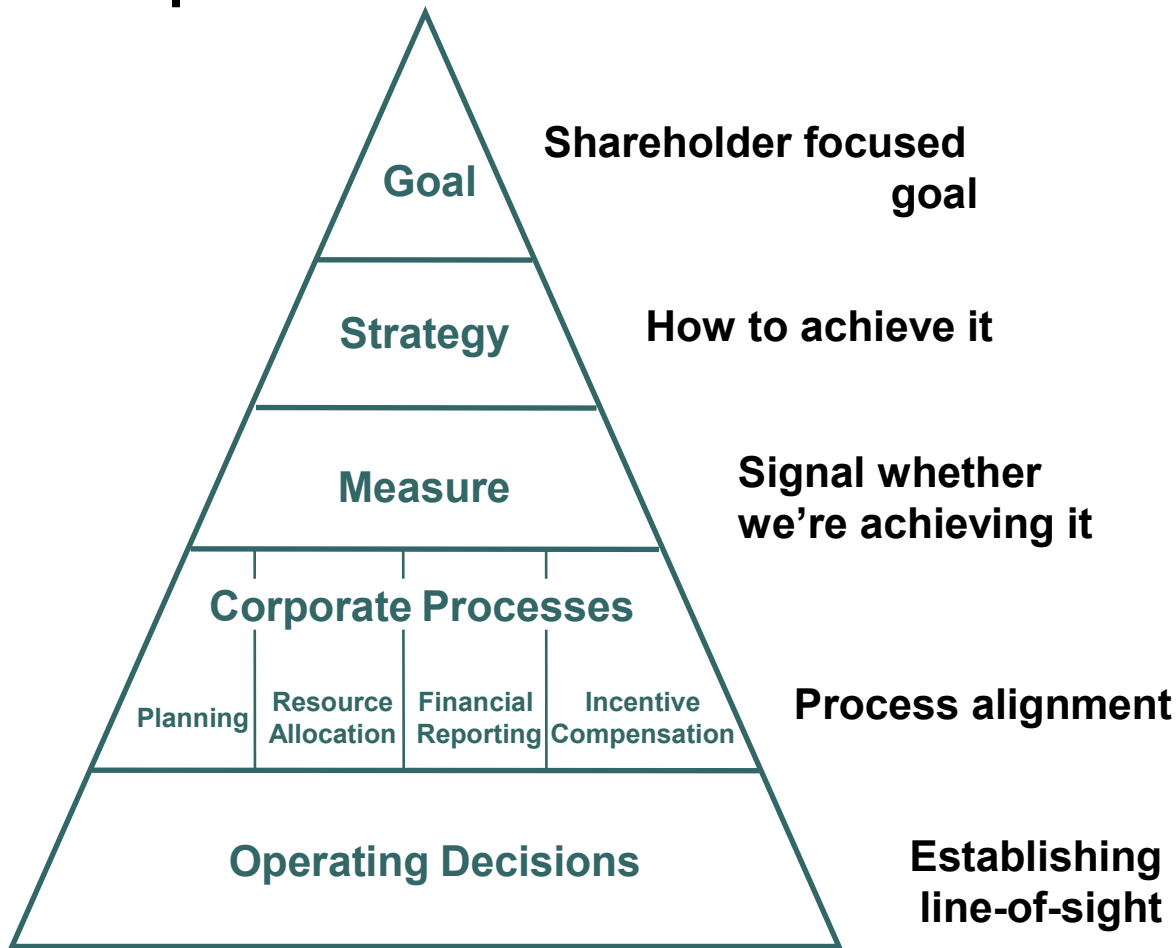 Shareholder focused
goal
Goal
How to achieve it
Strategy
Signal whether
we're achieving it
Measure
Corporate Processes
Planning
Resource
Allocation
Financial
Reporting
Incentive
Compensation
Process alignment
Operating Decisions
Establishing
line-of-sight